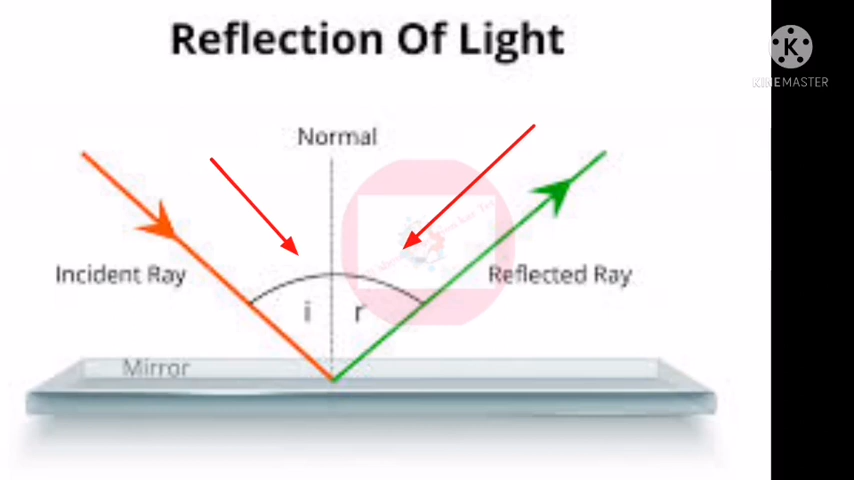 Reflection Of Light
K
KINEMASTER
Normal
Incident Ray
Reflected Ray
i
r
Mirror